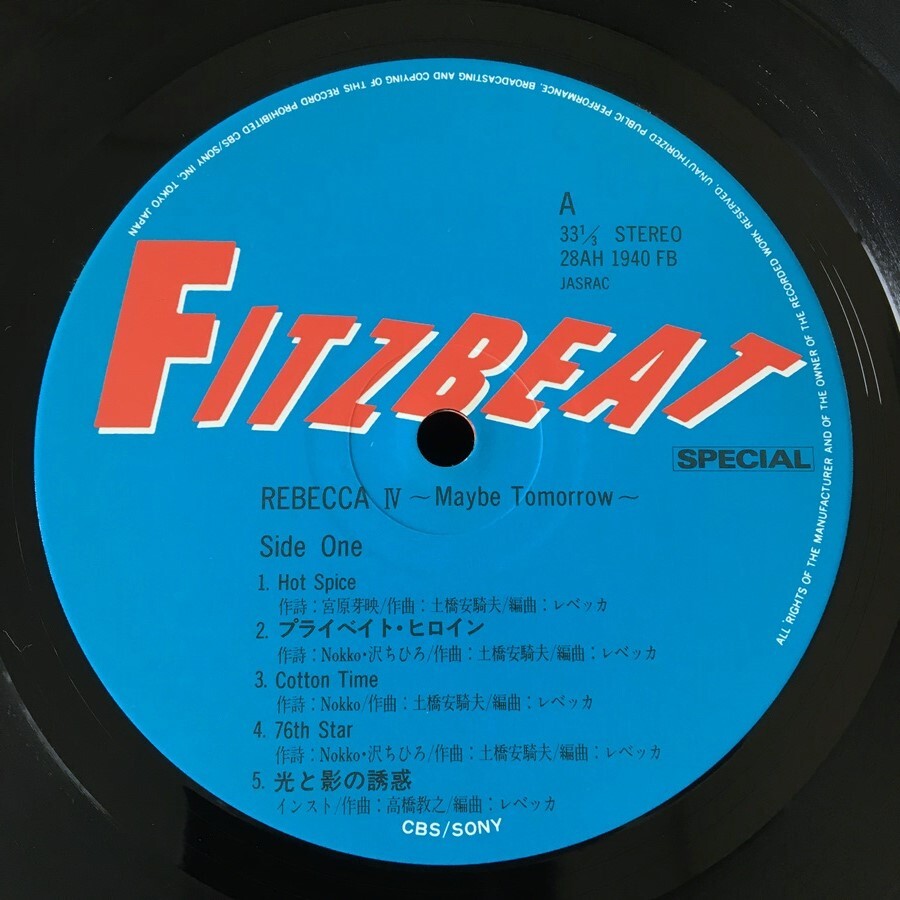 ALL RIGHTS OF THE MANUFACTURER AND OF THE OWNER OF THE RECORDED WORK RESERVED. UNAUTHORIZED PUBLIC PERFORMANCE, BROADCASTING AND COPYING OF THIS RECORD PROHIBITED CBS/SONY INC. TOKYO JAPAN
A
33⅓ STEREO
28AH 1940 FB
JASRAC
FITZBEAT
SPECIAL
REBECCA Ⅳ ～Maybe Tomorrow～
Side One
1. Hot Spice
作詩：宮原芽映/作曲：土橋安騎夫/編曲：レベッカ
2. プライベイト・ヒロイン
作詩：Nokko・沢ちひろ/作曲：土橋安騎夫/編曲：レベッカ
3. Cotton Time
作詩：Nokko/作曲：土橋安騎夫/編曲：レベッカ
4. 76th Star
作詩：Nokko・沢ちひろ/作曲：土橋安騎夫/編曲：レベッカ
5. 光と影の誘惑
インスト/作曲：高橋教之/編曲：レベッカ
CBS/SONY